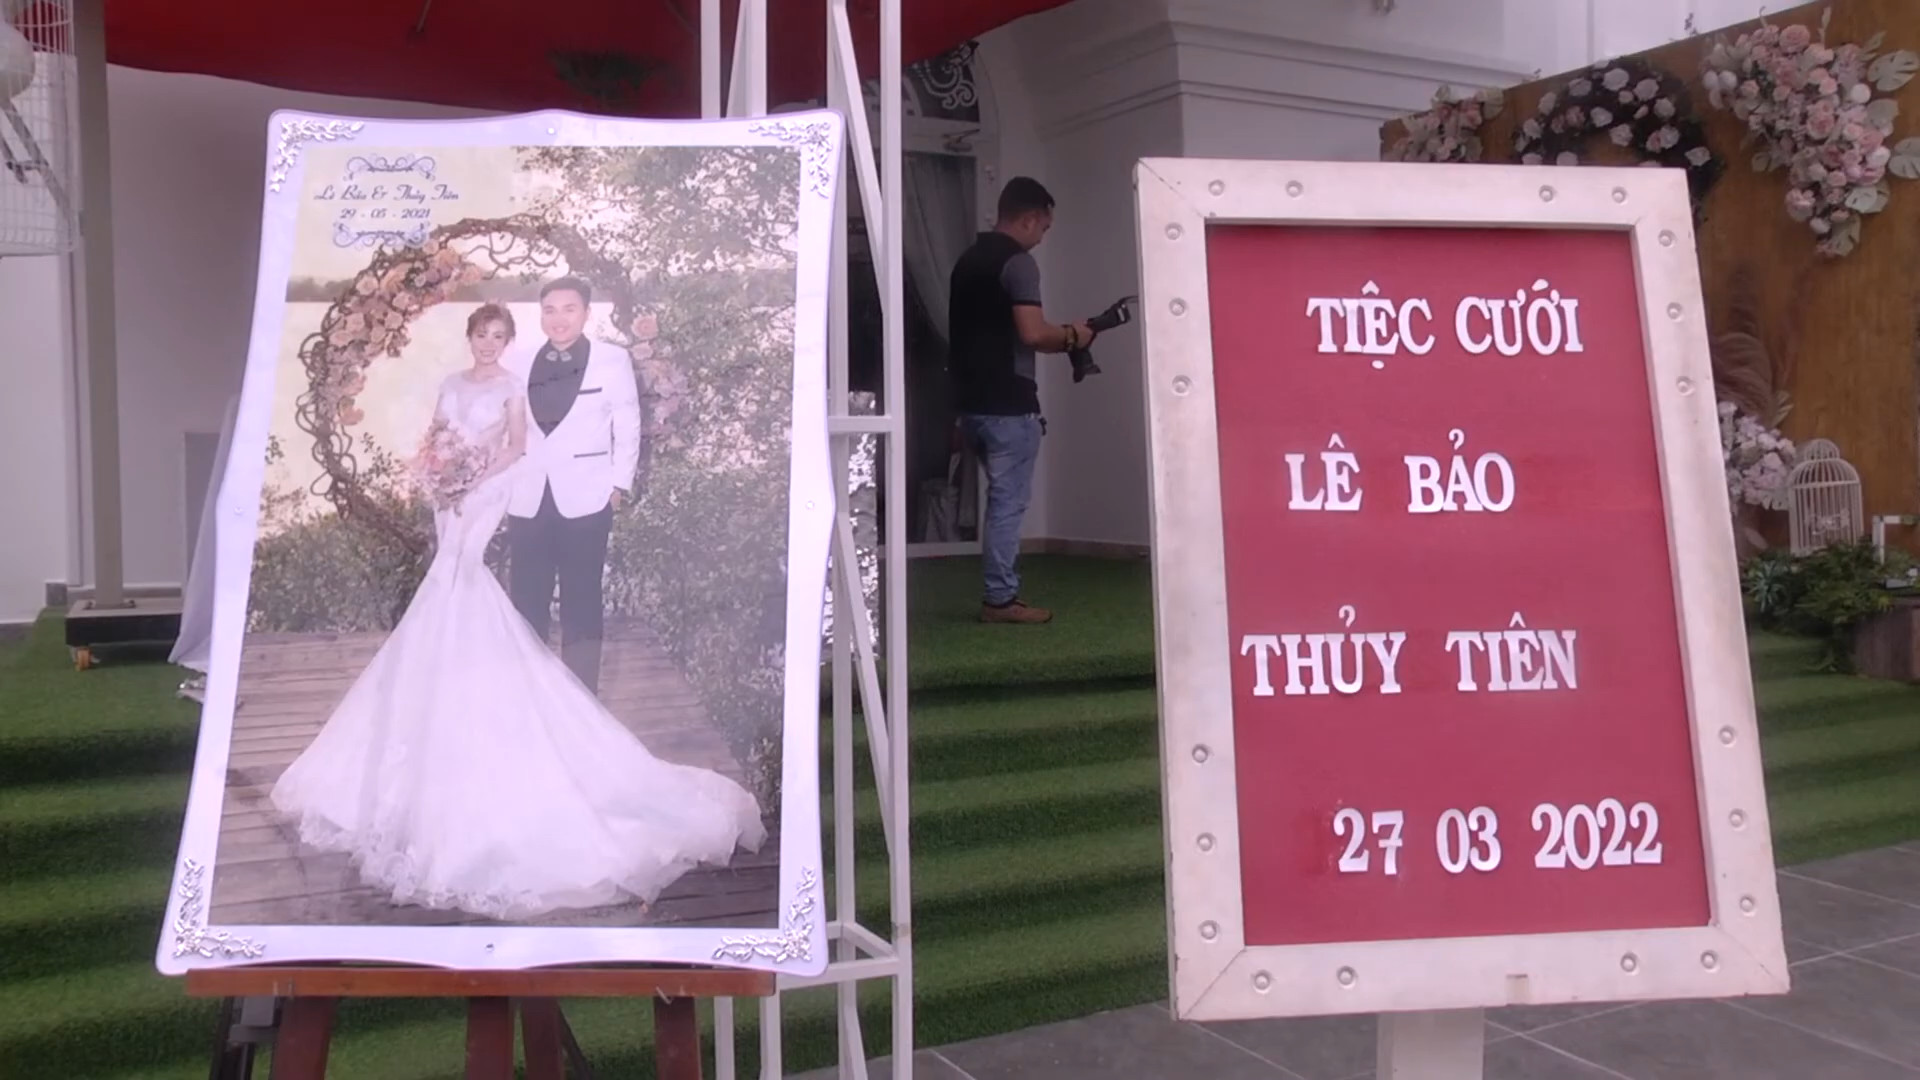 Lê Bảo & Thủy Tiên
29 - 05 - 2021
TIỆC CƯỚI
LÊ BẢO
THỦY TIÊN
27 03 2022